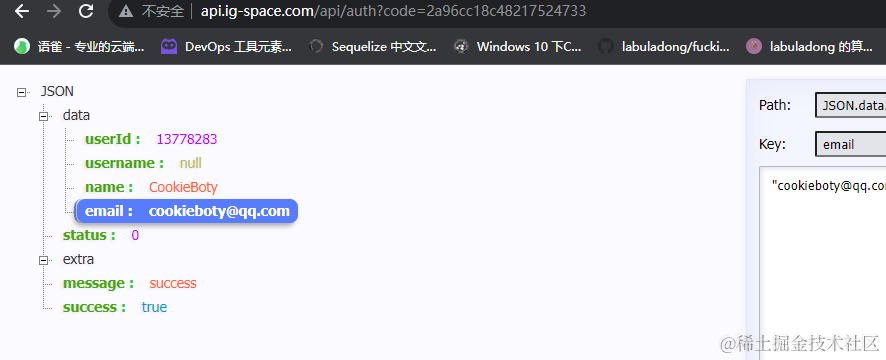 不安全 | api.ig-space.com/api/auth?code=2a96cc18c48217524733
语雀 - 专业的云端... DevOps 工具元素... Sequelize 中文文... Windows 10 下C... labuladong/fucki... labuladong 的算...
JSON
data
userId : 13778283
username : null
name : CookieBoty
email : cookieboty@qq.com
status : 0
extra
message : success
success : true
Path: JSON.data.
Key: email
"cookieboty@qq.co
@稀土掘金技术社区